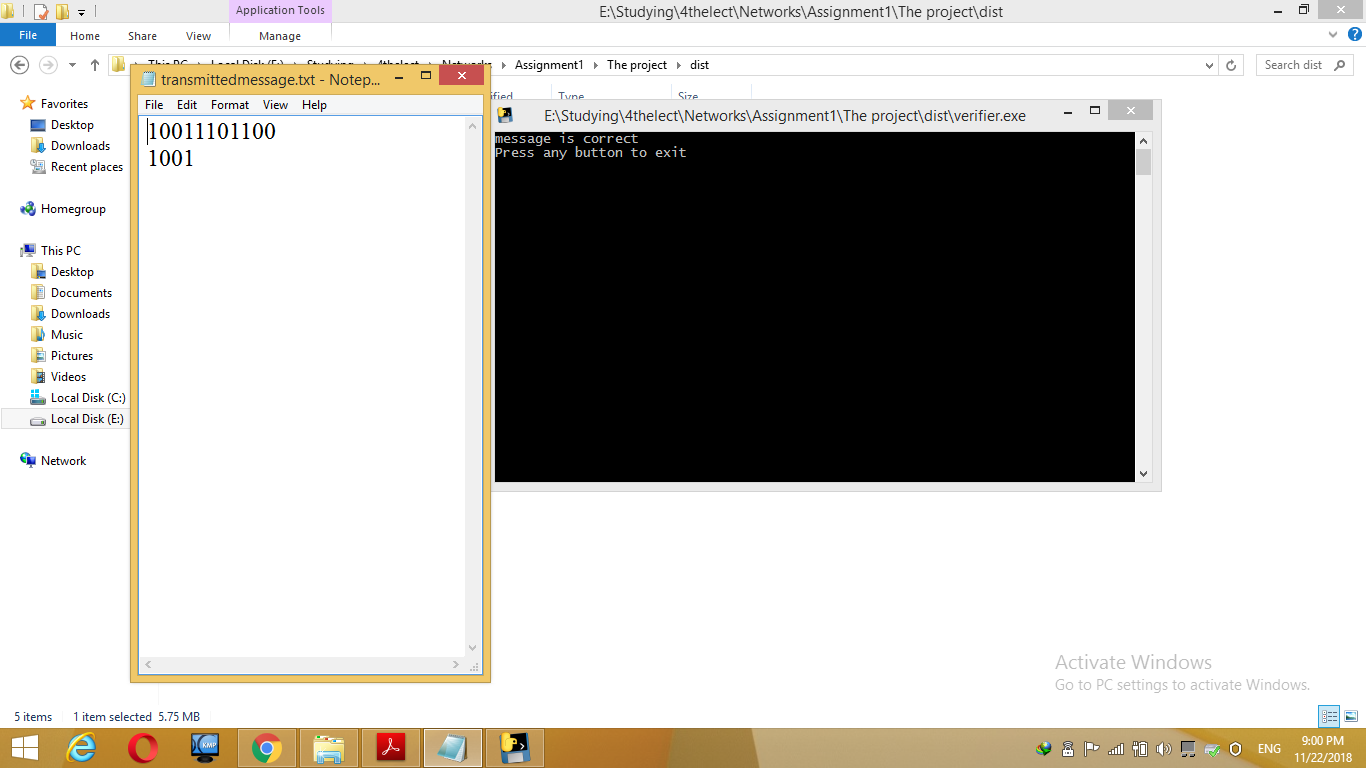 Application Tools
E:\Studying\4thelect\Networks\Assignment1\The project\dist
File Home Share View Manage
This PC Local Disk (E:) Studying 4thelect Networks Assignment1 The project dist
Search dist
Type Size
transmittedmessage.txt - Notep...
File Edit Format View Help
10011101100
1001
E:\Studying\4thelect\Networks\Assignment1\The project\dist\verifier.exe
message is correct
Press any button to exit
Favorites
Desktop
Downloads
Recent places
Homegroup
This PC
Desktop
Documents
Downloads
Music
Pictures
Videos
Local Disk (C:)
Local Disk (E:)
Network
Activate Windows
Go to PC settings to activate Windows.
5 items 1 item selected 5.75 MB
KMP
ENG
9:00 PM
11/22/2018